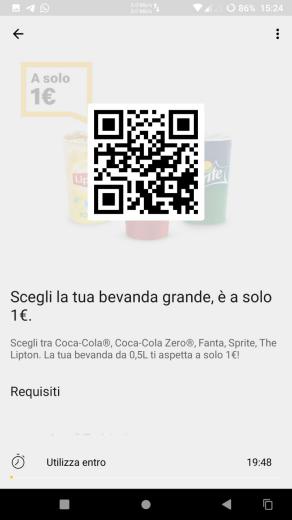 86% 15:24
A solo
1€
Scegli la tua bevanda grande, è a solo
1€.
Scegli tra Coca-Cola®, Coca-Cola Zero®, Fanta, Sprite, The
Lipton. La tua bevanda da 0,5L ti aspetta a solo 1€!
Requisiti
Utilizza entro 19:48